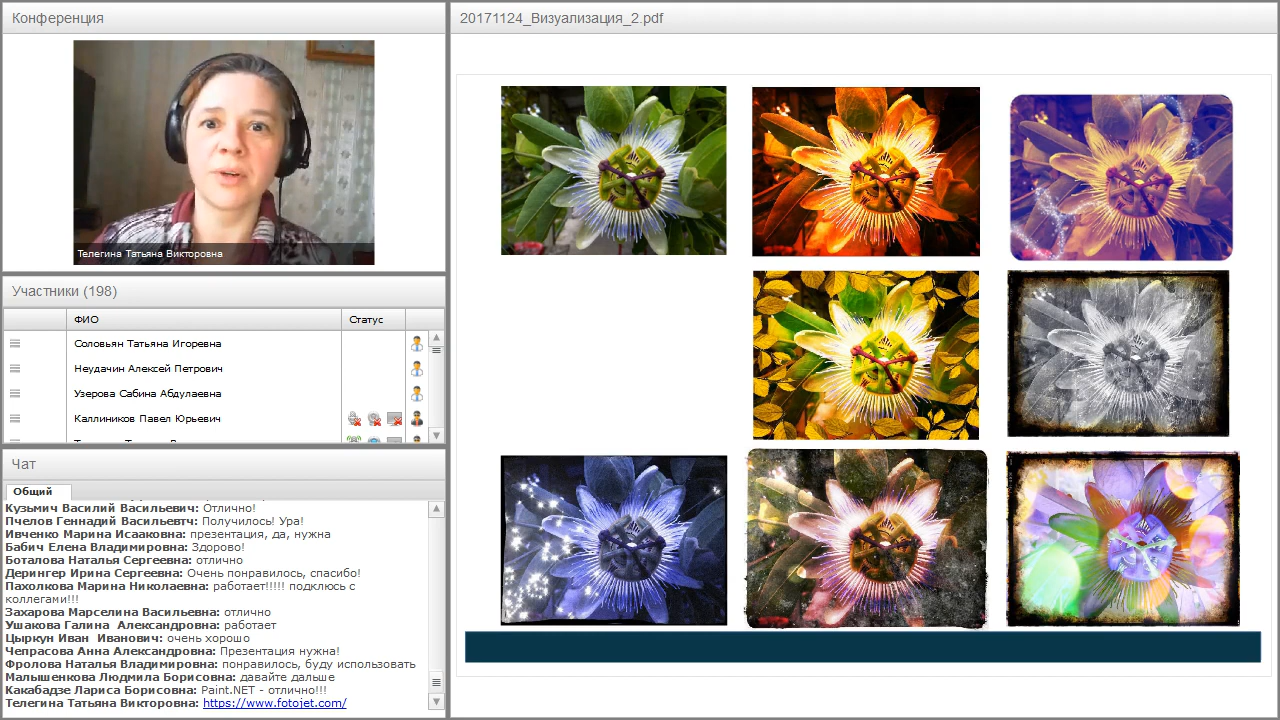 Конференция
Телегина Татьяна Викторовна
Участники (198)
ФИО Статус
Соловьян Татьяна Игоревна
Неудачин Алексей Петрович
Узерова Сабина Абдулаевна
Каллиников Павел Юрьевич
Чат
Общий
Кузьмич Василий Васильевич: Отлично!
Пчелов Геннадий Васильевтч: Получилось! Ура!
Ивченко Марина Исааковна: презентация, да, нужна
Бабич Елена Владимировна: Здорово!
Боталова Наталья Сергеевна: отлично
Дерингер Ирина Сергеевна: Очень понравилось, спасибо!
Пахолкова Марина Николаевна: работает!!!!! подклюсь с
коллегами!!!
Захарова Марселина Васильевна: отлично
Ушакова Галина Александровна: работает
Цыркун Иван Иванович: очень хорошо
Чепрасова Анна Александровна: Презентация нужна!
Фролова Наталья Владимировна: понравилось, буду использовать
Малышенкова Людмила Борисовна: давайте дальше
Какабадзе Лариса Борисовна: Paint.NET - отлично!!!
Телегина Татьяна Викторовна: https://www.fotojet.com/
20171124_Визуализация_2.pdf